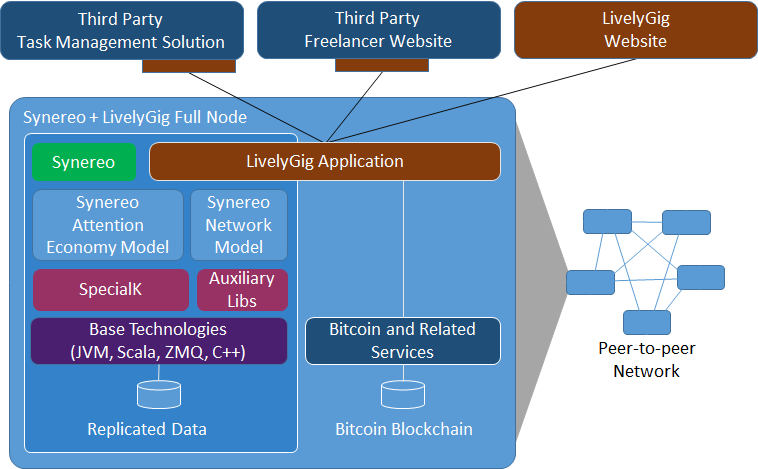 Third Party
Task Management Solution
Third Party
Freelancer Website
LivelyGig
Website
Synereo + LivelyGig Full Node
Synereo
LivelyGig Application
Synereo
Attention
Economy Model
Synereo
Network
Model
SpecialK
Auxiliary
Libs
Base Technologies
(JVM, Scala, ZMQ, C++)
Bitcoin and Related
Services
Replicated Data
Bitcoin Blockchain
Peer-to-peer
Network